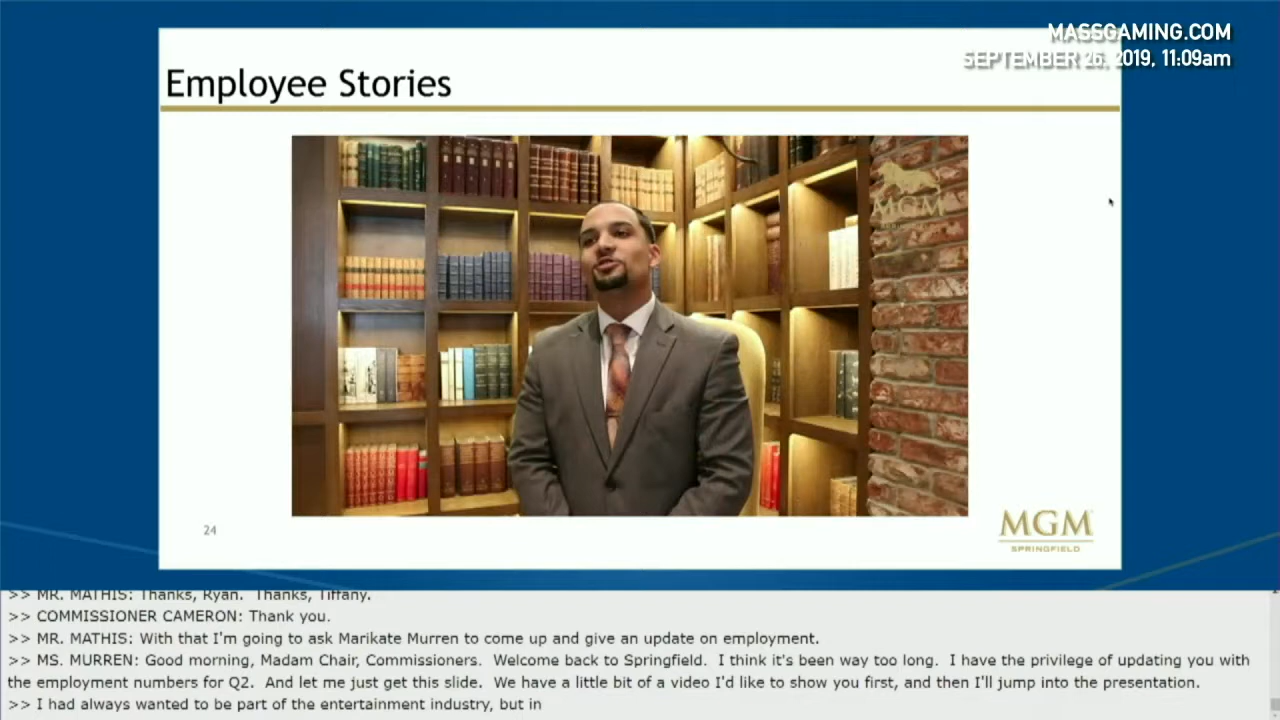 MASSGAMING.COM
SEPTEMBER 26, 2019, 11:09am
Employee Stories
MGM
24
MGM
SPRINGFIELD
>> MR. MATHIS: Thanks, Ryan. Thanks, Tiffany.
>> COMMISSIONER CAMERON: Thank you.
>> MR. MATHIS: With that I'm going to ask Marikate Murren to come up and give an update on employment.
>> MS. MURREN: Good morning, Madam Chair, Commissioners. Welcome back to Springfield. I think it's been way too long. I have the privilege of updating you with
the employment numbers for Q2. And let me just get this slide. We have a little bit of a video I'd like to show you first, and then I'll jump into the presentation.
>> I had always wanted to be part of the entertainment industry, but in